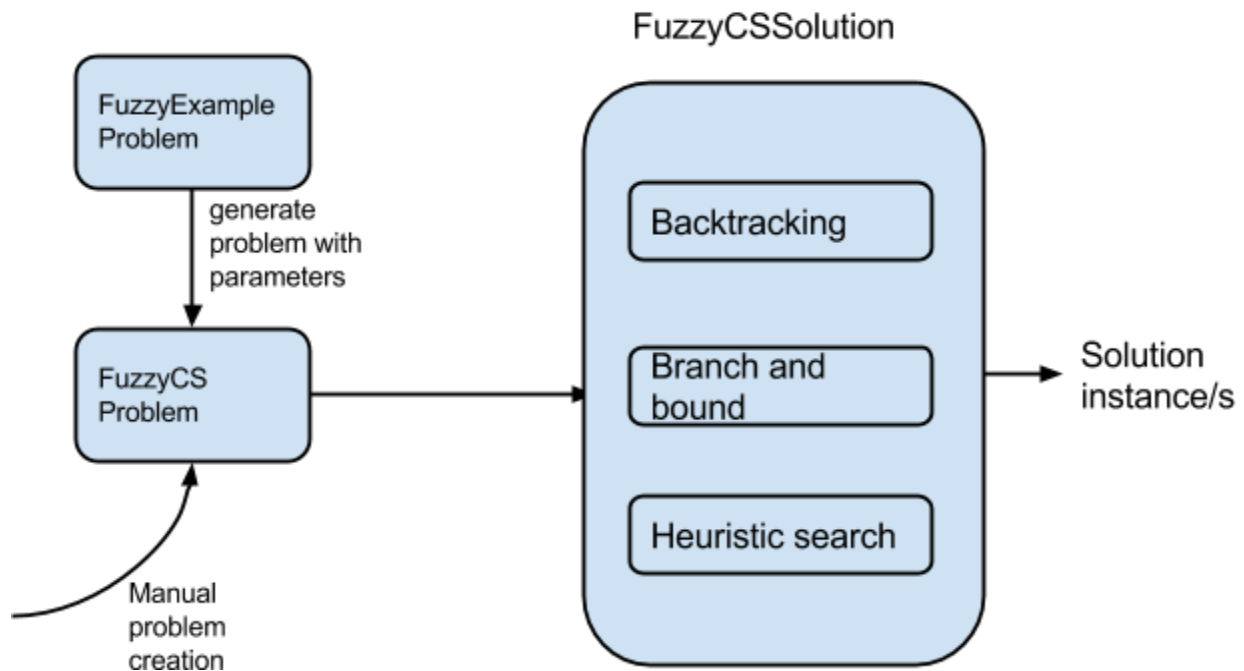 FuzzyCSSolution
FuzzyExample
Problem
generate
problem with
parameters
FuzzyCS
Problem
Manual
problem
creation
Backtracking
Branch and
bound
Heuristic search
Solution
instance/s